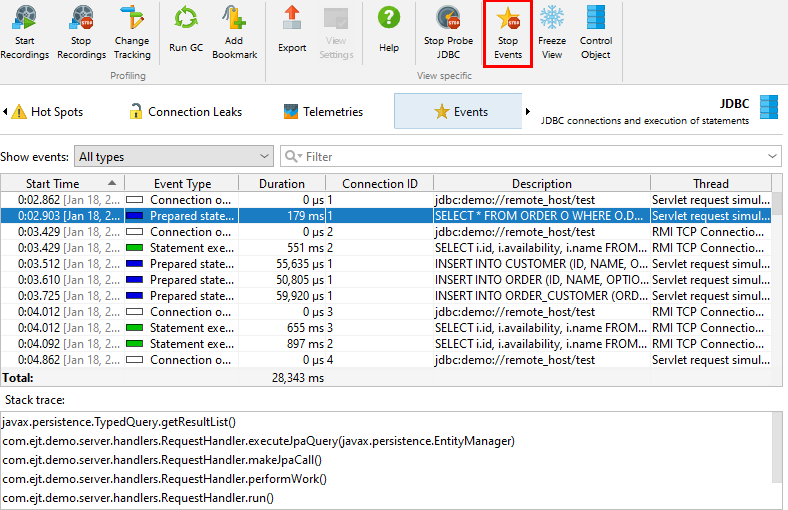 Start Recordings
Stop Recordings
Change Tracking
Run GC
Add Bookmark
Export
View Settings
Help
Stop Probe JDBC
Stop Events
Freeze View
Control Object
Profiling
View specific
Hot Spots
Connection Leaks
Telemetries
Events
JDBC
JDBC connections and execution of statements
Show events: All types Filter
Start Time Event Type Duration Connection ID Description Thread
0:02.862 [Jan 18, 2... Connection o... 0 µs 1 jdbc:demo://remote_host/test Servlet request simul...
0:02.903 [Jan 18, 2... Prepared state... 179 ms 1 SELECT * FROM ORDER O WHERE O.D... Servlet request simul...
0:03.429 [Jan 18, 2... Connection o... 0 µs 2 jdbc:demo://remote_host/test RMI TCP Connectio...
0:03.429 [Jan 18, 2... Statement exe... 551 ms 2 SELECT i.id, i.availability, i.name FROM... RMI TCP Connectio...
0:03.512 [Jan 18, 2... Prepared state... 55,635 µs 1 INSERT INTO CUSTOMER (ID, NAME, O... Servlet request simul...
0:03.610 [Jan 18, 2... Prepared state... 50,805 µs 1 INSERT INTO ORDER (ID, NAME, OPTIO... Servlet request simul...
0:03.725 [Jan 18, 2... Prepared state... 59,920 µs 1 INSERT INTO ORDER_CUSTOMER (ORD... Servlet request simul...
0:04.012 [Jan 18, 2... Connection o... 0 µs 3 jdbc:demo://remote_host/test RMI TCP Connectio...
0:04.012 [Jan 18, 2... Statement exe... 655 ms 3 SELECT i.id, i.availability, i.name FROM... RMI TCP Connectio...
0:04.092 [Jan 18, 2... Statement exe... 897 ms 2 SELECT i.id, i.availability, i.name FROM... RMI TCP Connectio...
0:04.862 [Jan 18, 2... Connection o... 0 µs 4 jdbc:demo://remote_host/test Servlet request simul...
Total: 28,343 ms
Stack trace:
javax.persistence.TypedQuery.getResultList()
com.ejt.demo.server.handlers.RequestHandler.executeJpaQuery(javax.persistence.EntityManager)
com.ejt.demo.server.handlers.RequestHandler.makeJpaCall()
com.ejt.demo.server.handlers.RequestHandler.performWork()
com.ejt.demo.server.handlers.RequestHandler.run()